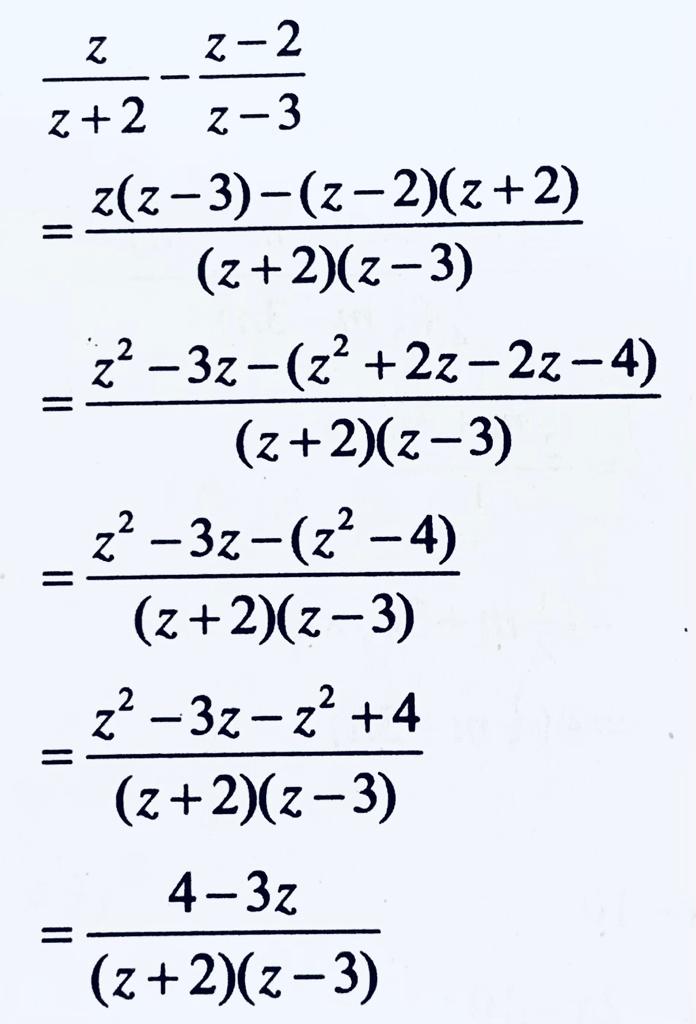 z/(z+2) − (z−2)/(z−3)
= (z(z−3)−(z−2)(z+2))/((z+2)(z−3))
= (z²−3z−(z²+2z−2z−4))/((z+2)(z−3))
= (z²−3z−(z²−4))/((z+2)(z−3))
= (z²−3z−z²+4)/((z+2)(z−3))
= (4−3z)/((z+2)(z−3))